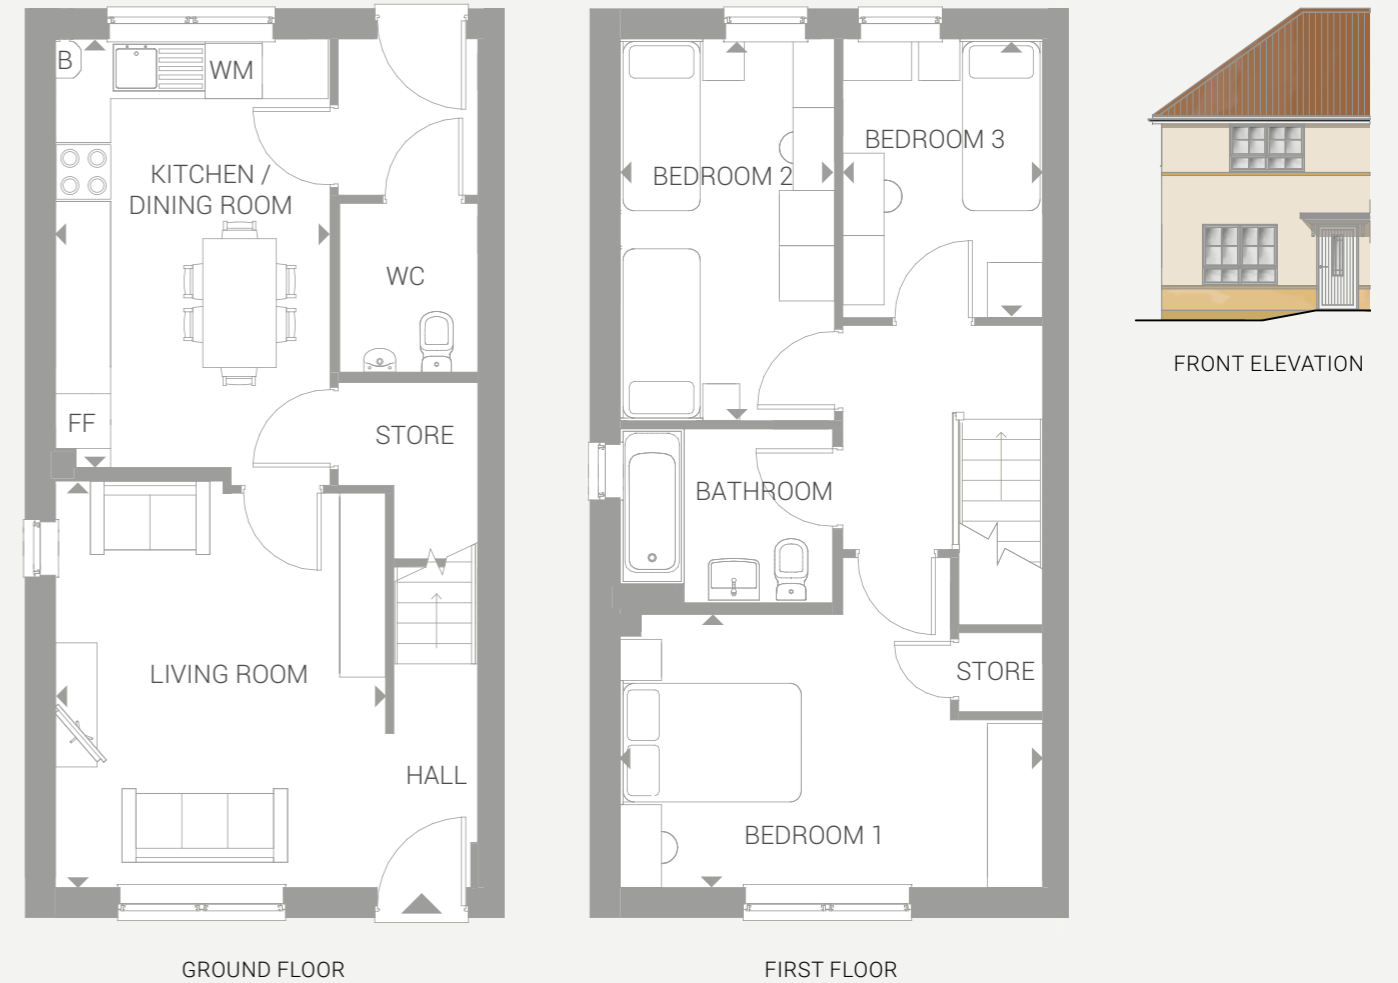 B
WM
KITCHEN /
DINING ROOM
WC
FF
STORE
LIVING ROOM
HALL
GROUND FLOOR
BEDROOM 2
BEDROOM 3
BATHROOM
STORE
BEDROOM 1
FIRST FLOOR
FRONT ELEVATION